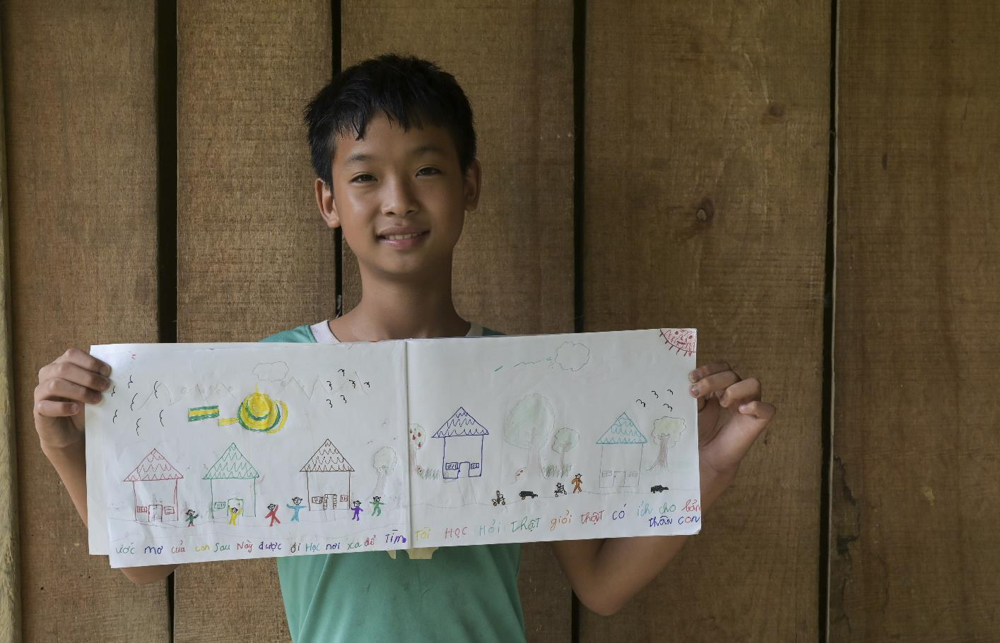 ước mơ của con sau này được đi Học nơi xa để Tìm Tòi Học Hỏi thật giỏi thật có ích cho bản
thân con